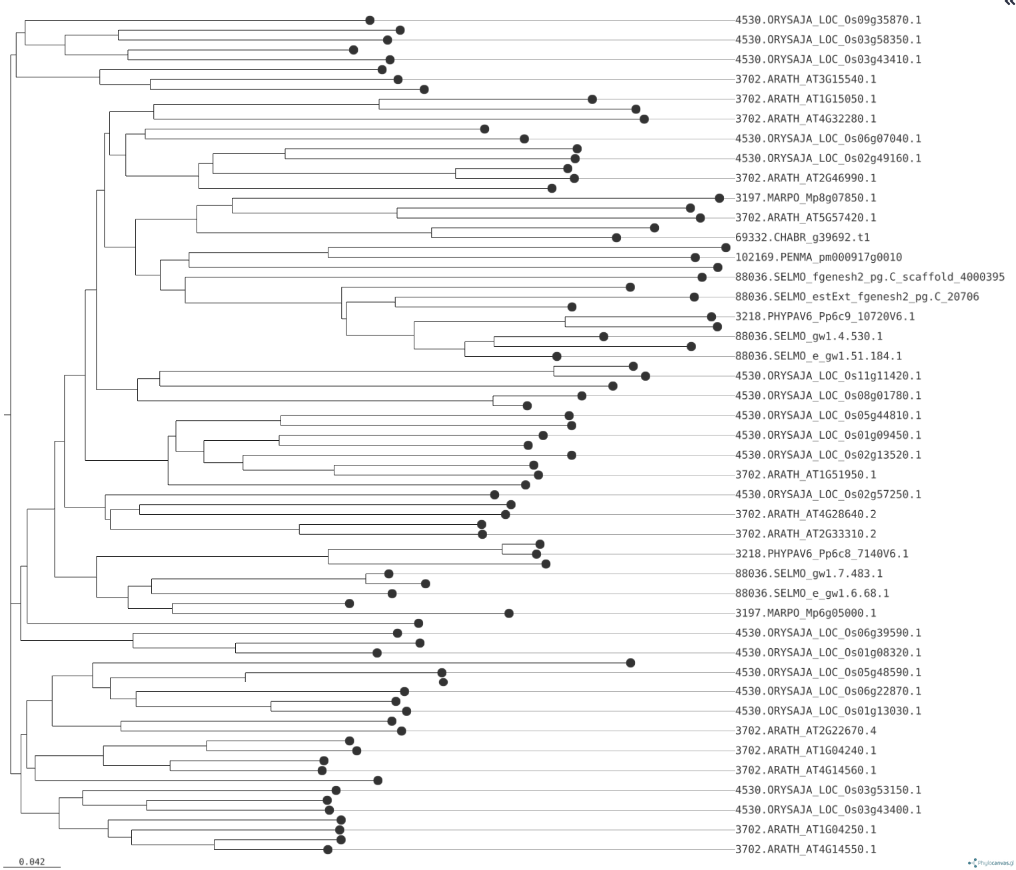 4530.ORYSAJA_LOC_Os09g35870.1
4530.ORYSAJA_LOC_Os03g58350.1
4530.ORYSAJA_LOC_Os03g43410.1
3702.ARATH_AT3G15540.1
3702.ARATH_AT1G15050.1
3702.ARATH_AT4G32280.1
4530.ORYSAJA_LOC_Os06g07040.1
4530.ORYSAJA_LOC_Os02g49160.1
3702.ARATH_AT2G46990.1
3197.MARPO_Mp8g07850.1
3702.ARATH_AT5G57420.1
69332.CHABR_g39692.t1
102169.PENMA_pm000917g0010
88036.SELMO_fgenesh2_pg.C_scaffold_4000395
88036.SELMO_estExt_fgenesh2_pg.C_20706
3218.PHYPAV6_Pp6c9_10720V6.1
88036.SELMO_gw1.4.530.1
88036.SELMO_e_gw1.51.184.1
4530.ORYSAJA_LOC_Os11g11420.1
4530.ORYSAJA_LOC_Os08g01780.1
4530.ORYSAJA_LOC_Os05g44810.1
4530.ORYSAJA_LOC_Os01g09450.1
4530.ORYSAJA_LOC_Os02g13520.1
3702.ARATH_AT1G51950.1
4530.ORYSAJA_LOC_Os02g57250.1
3702.ARATH_AT4G28640.2
3702.ARATH_AT2G33310.2
3218.PHYPAV6_Pp6c8_7140V6.1
88036.SELMO_gw1.7.483.1
88036.SELMO_e_gw1.6.68.1
3197.MARPO_Mp6g05000.1
4530.ORYSAJA_LOC_Os06g39590.1
4530.ORYSAJA_LOC_Os01g08320.1
4530.ORYSAJA_LOC_Os05g48590.1
4530.ORYSAJA_LOC_Os06g22870.1
4530.ORYSAJA_LOC_Os01g13030.1
3702.ARATH_AT2G22670.4
3702.ARATH_AT1G04240.1
3702.ARATH_AT4G14560.1
4530.ORYSAJA_LOC_Os03g53150.1
4530.ORYSAJA_LOC_Os03g43400.1
3702.ARATH_AT1G04250.1
3702.ARATH_AT4G14550.1
0.042
Phylocanvas.gl